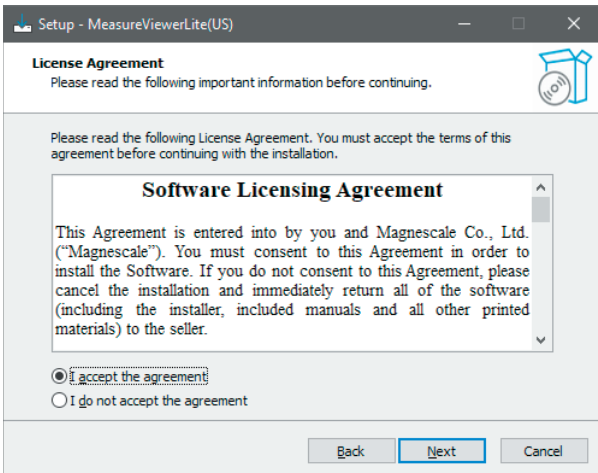 Setup - MeasureViewerLite(US)
License Agreement
Please read the following important information before continuing.
Please read the following License Agreement. You must accept the terms of this
agreement before continuing with the installation.
Software Licensing Agreement
This Agreement is entered into by you and Magnescale Co., Ltd.
(“Magnescale”). You must consent to this Agreement in order to
install the Software. If you do not consent to this Agreement, please
cancel the installation and immediately return all of the software
(including the installer, included manuals and all other printed
materials) to the seller.
I accept the agreement
I do not accept the agreement
Back Next Cancel